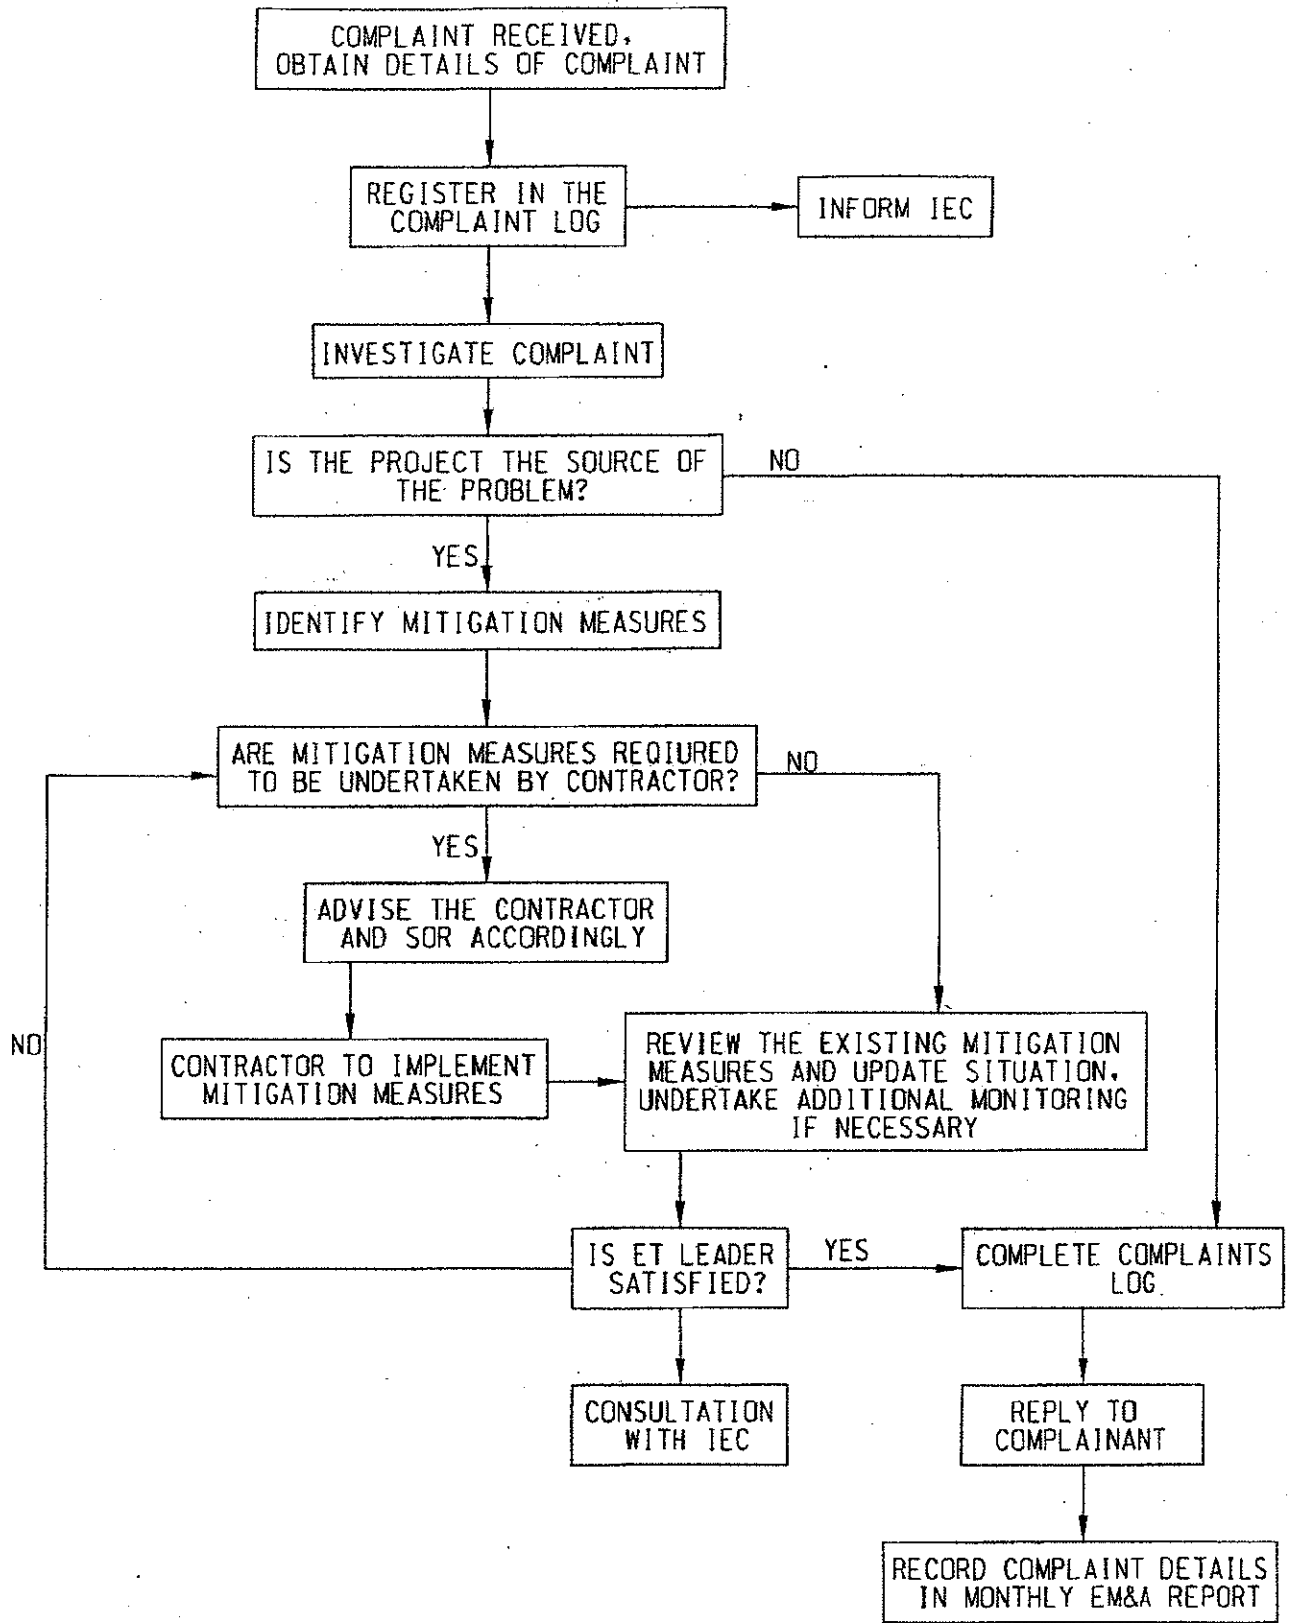 COMPLAINT RECEIVED,
OBTAIN DETAILS OF COMPLAINT
REGISTER IN THE
COMPLAINT LOG
INFORM IEC
INVESTIGATE COMPLAINT
IS THE PROJECT THE SOURCE OF
THE PROBLEM?
NO
YES
IDENTIFY MITIGATION MEASURES
ARE MITIGATION MEASURES REQIURED
TO BE UNDERTAKEN BY CONTRACTOR?
NO
YES
ADVISE THE CONTRACTOR
AND SOR ACCORDINGLY
NO
CONTRACTOR TO IMPLEMENT
MITIGATION MEASURES
REVIEW THE EXISTING MITIGATION
MEASURES AND UPDATE SITUATION,
UNDERTAKE ADDITIONAL MONITORING
IF NECESSARY
IS ET LEADER
SATISFIED?
YES
COMPLETE COMPLAINTS
LOG
CONSULTATION
WITH IEC
REPLY TO
COMPLAINANT
RECORD COMPLAINT DETAILS
IN MONTHLY EM&A REPORT